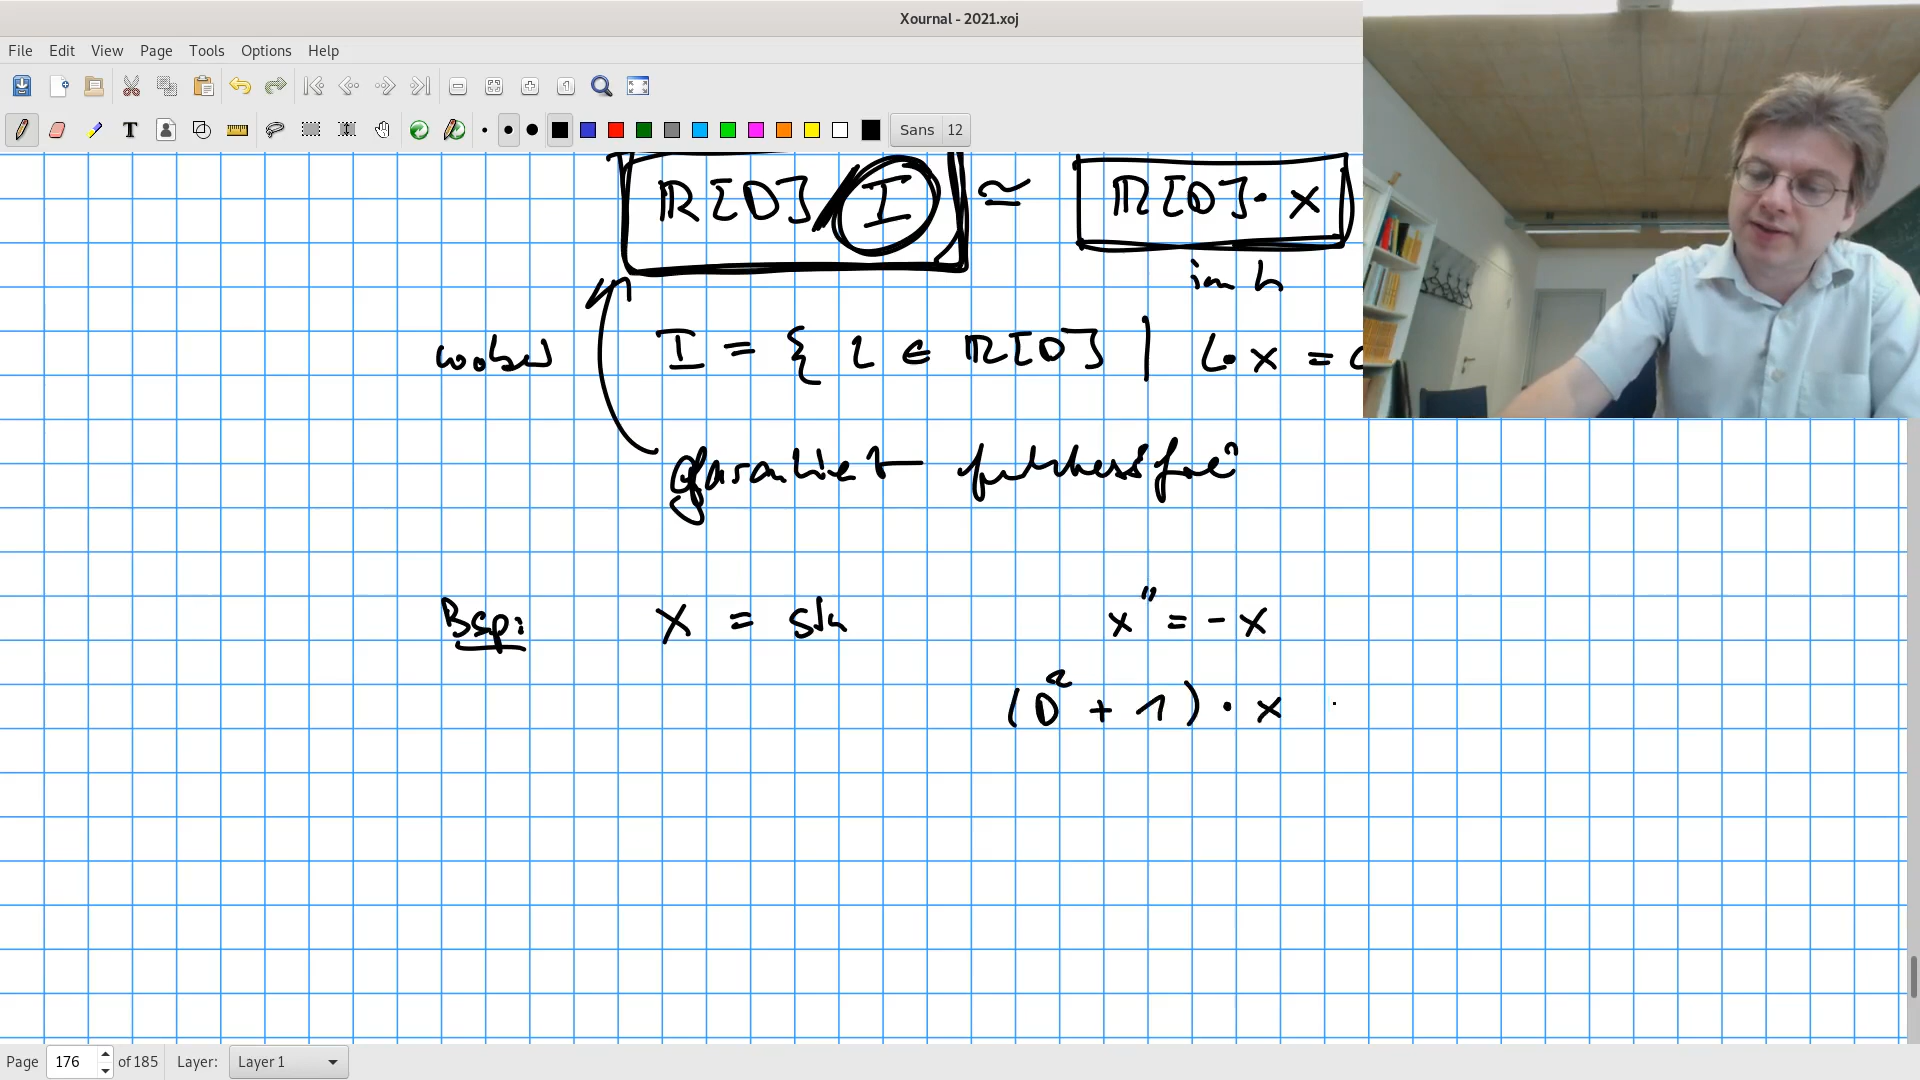 Xournal - 2021.xoj
File Edit View Page Tools Options Help
Sans 12
ℝ[D]/I ≃ ℝ[D]·x
im h
wobei I = { L ∈ ℝ[D] | L•x = 0
Garantiert
Bsp: x = sin x'' = -x
(D² + 1) · x
Page 176 of 185 Layer: Layer 1